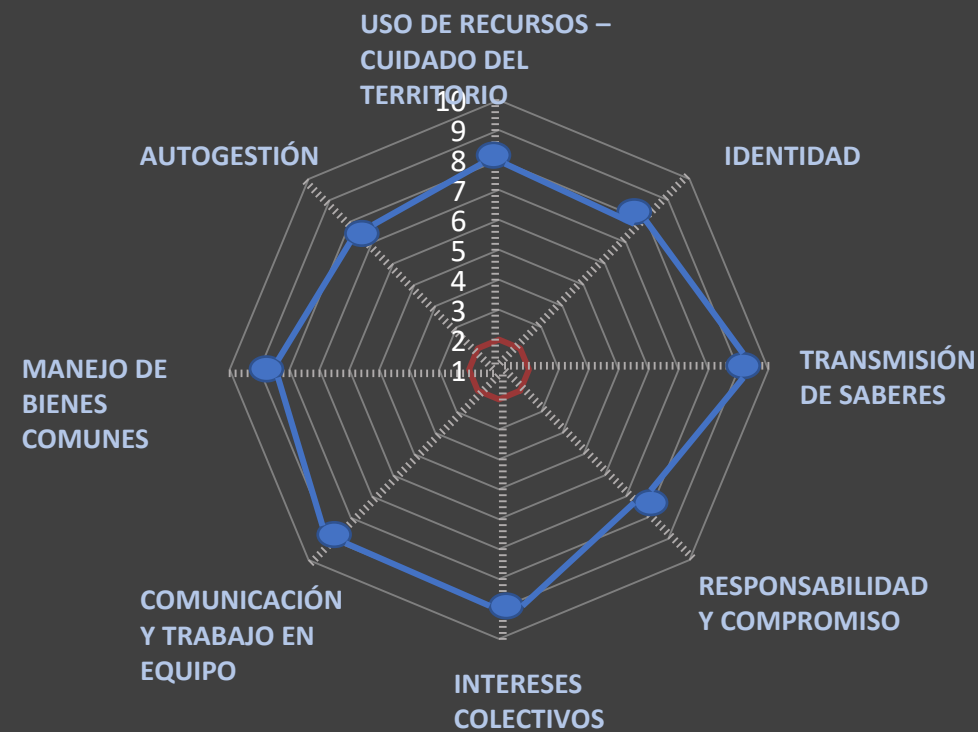 USO DE RECURSOS –
CUIDADO DEL
TERRITORIO
10
9
8
7
6
5
4
3
2
1
AUTOGESTIÓN
IDENTIDAD
MANEJO DE
BIENES
COMUNES
TRANSMISIÓN
DE SABERES
COMUNICACIÓN
Y TRABAJO EN
EQUIPO
RESPONSABILIDAD
Y COMPROMISO
INTERESES
COLECTIVOS